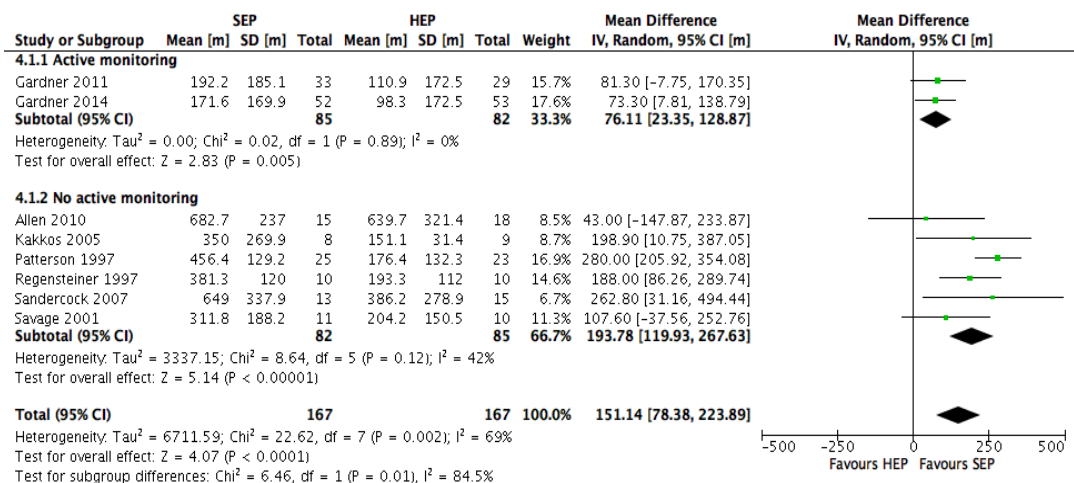 SEP HEP Mean Difference Mean Difference
Study or Subgroup Mean [m] SD [m] Total Mean [m] SD [m] Total Weight IV, Random, 95% CI [m] IV, Random, 95% CI [m]
4.1.1 Active monitoring
Gardner 2011 192.2 185.1 33 110.9 172.5 29 15.7% 81.30 [-7.75, 170.35]
Gardner 2014 171.6 169.9 52 98.3 172.5 53 17.6% 73.30 [7.81, 138.79]
Subtotal (95% CI) 85 82 33.3% 76.11 [23.35, 128.87]
Heterogeneity: Tau² = 0.00; Chi² = 0.02, df = 1 (P = 0.89); I² = 0%
Test for overall effect: Z = 2.83 (P = 0.005)
4.1.2 No active monitoring
Allen 2010 682.7 237 15 639.7 321.4 18 8.5% 43.00 [-147.87, 233.87]
Kakkos 2005 350 269.9 8 151.1 31.4 9 8.7% 198.90 [10.75, 387.05]
Patterson 1997 456.4 129.2 25 176.4 132.3 23 16.9% 280.00 [205.92, 354.08]
Regensteiner 1997 381.3 120 10 193.3 112 10 14.6% 188.00 [86.26, 289.74]
Sandercock 2007 649 337.9 13 386.2 278.9 15 6.7% 262.80 [31.16, 494.44]
Savage 2001 311.8 188.2 11 204.2 150.5 10 11.3% 107.60 [-37.56, 252.76]
Subtotal (95% CI) 82 85 66.7% 193.78 [119.93, 267.63]
Heterogeneity: Tau² = 3337.15; Chi² = 8.64, df = 5 (P = 0.12); I² = 42%
Test for overall effect: Z = 5.14 (P < 0.00001)
Total (95% CI) 167 167 100.0% 151.14 [78.38, 223.89]
Heterogeneity: Tau² = 6711.59; Chi² = 22.62, df = 7 (P = 0.002); I² = 69%
Test for overall effect: Z = 4.07 (P < 0.0001)
Test for subgroup differences: Chi² = 6.46, df = 1 (P = 0.01), I² = 84.5%
-500 -250 0 250 500
Favours HEP Favours SEP